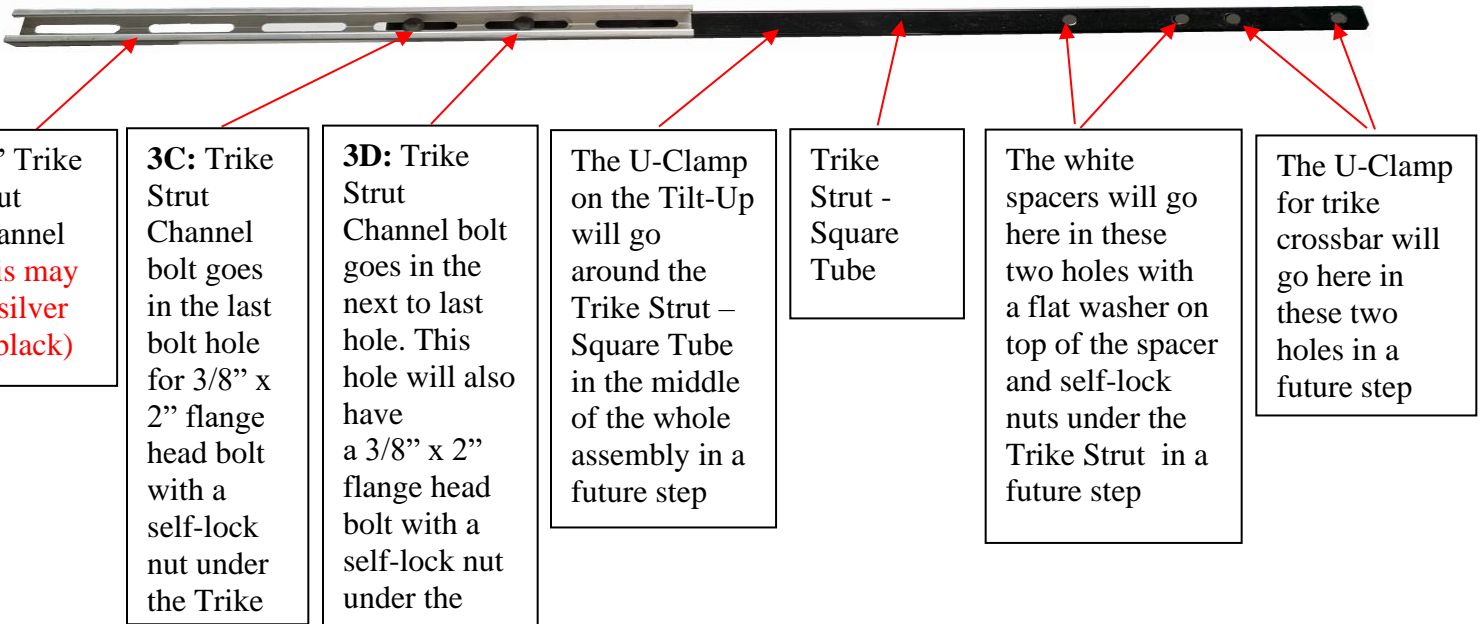 ” Trike
ut
annel
is may
silver
black)
3C: Trike
Strut
Channel
bolt goes
in the last
bolt hole
for 3/8” x
2” flange
head bolt
with a
self-lock
nut under
the Trike
3D: Trike
Strut
Channel bolt
goes in the
next to last
hole. This
hole will also
have
a 3/8” x 2”
flange head
bolt with a
self-lock nut
under the
The U-Clamp
on the Tilt-Up
will go
around the
Trike Strut –
Square Tube
in the middle
of the whole
assembly in a
future step
Trike
Strut -
Square
Tube
The white
spacers will go
here in these
two holes with
a flat washer on
top of the spacer
and self-lock
nuts under the
Trike Strut in a
future step
The U-Clamp
for trike
crossbar will
go here in
these two
holes in a
future step